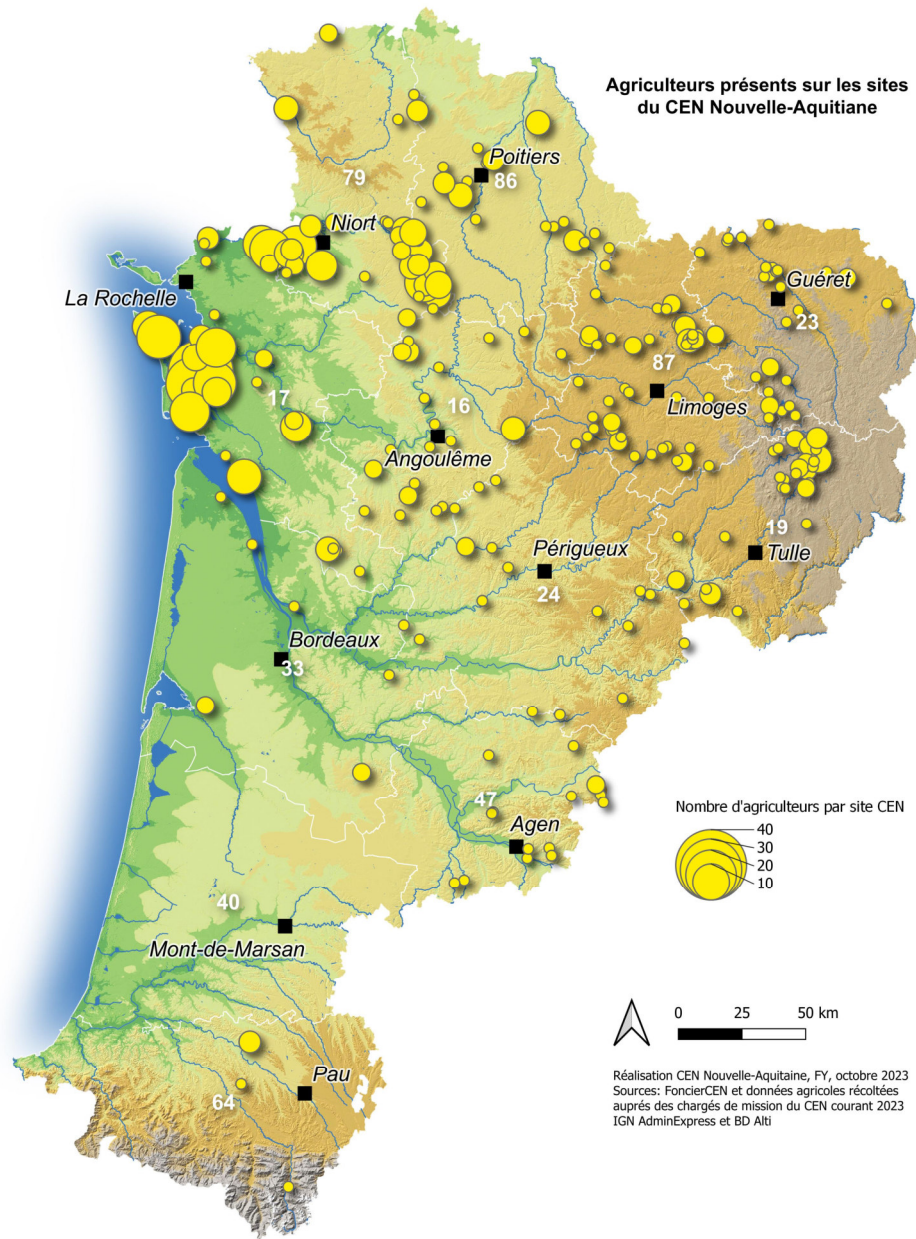 Agriculteurs présents sur les sites
du CEN Nouvelle-Aquitiane
Poitiers
86
79
Niort
La Rochelle
Guéret
23
87
17
16
Limoges
Angoulême
19
Tulle
Périgueux
24
Bordeaux
33
Nombre d'agriculteurs par site CEN
40
30
20
10
47
Agen
40
Mont-de-Marsan
0 25 50 km
Pau
64
Réalisation CEN Nouvelle-Aquitaine, FY, octobre 2023
Sources: FoncierCEN et données agricoles récoltées
auprés des chargés de mission du CEN courant 2023
IGN AdminExpress et BD Alti